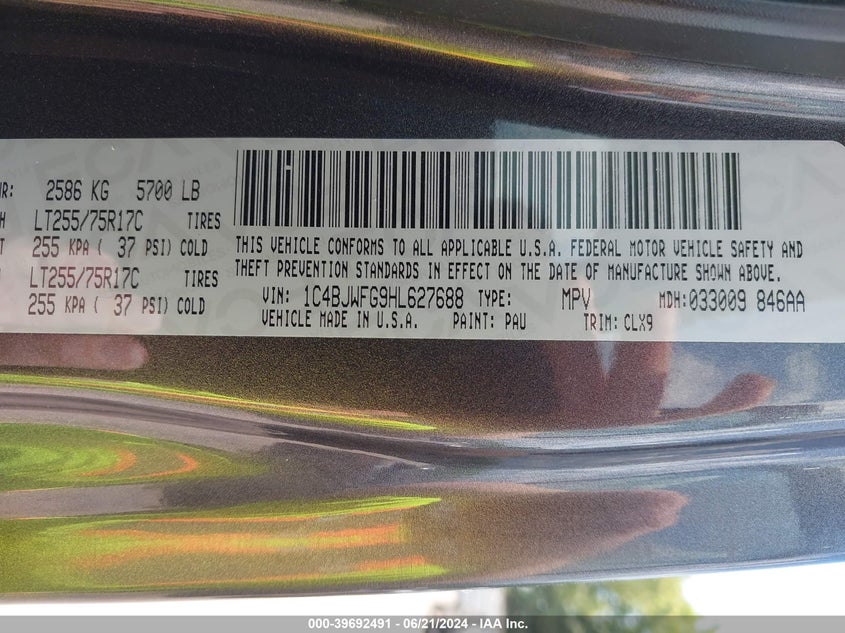 R: 2586 KG 5700 LB
LT255/75R17C TIRES
255 KPA ( 37 PSI) COLD
LT255/75R17C TIRES
255 KPA ( 37 PSI) COLD
THIS VEHICLE CONFORMS TO ALL APPLICABLE U.S.A. FEDERAL MOTOR VEHICLE SAFETY AND
THEFT PREVENTION STANDARDS IN EFFECT ON THE DATE OF MANUFACTURE SHOWN ABOVE.
VIN: 1C4BJWFG9HL627688 TYPE: MPV MDH:033009 846AA
VEHICLE MADE IN U.S.A. PAINT: PAU TRIM: CLX9
000-39692491 - 06/21/2024 - IAA Inc.